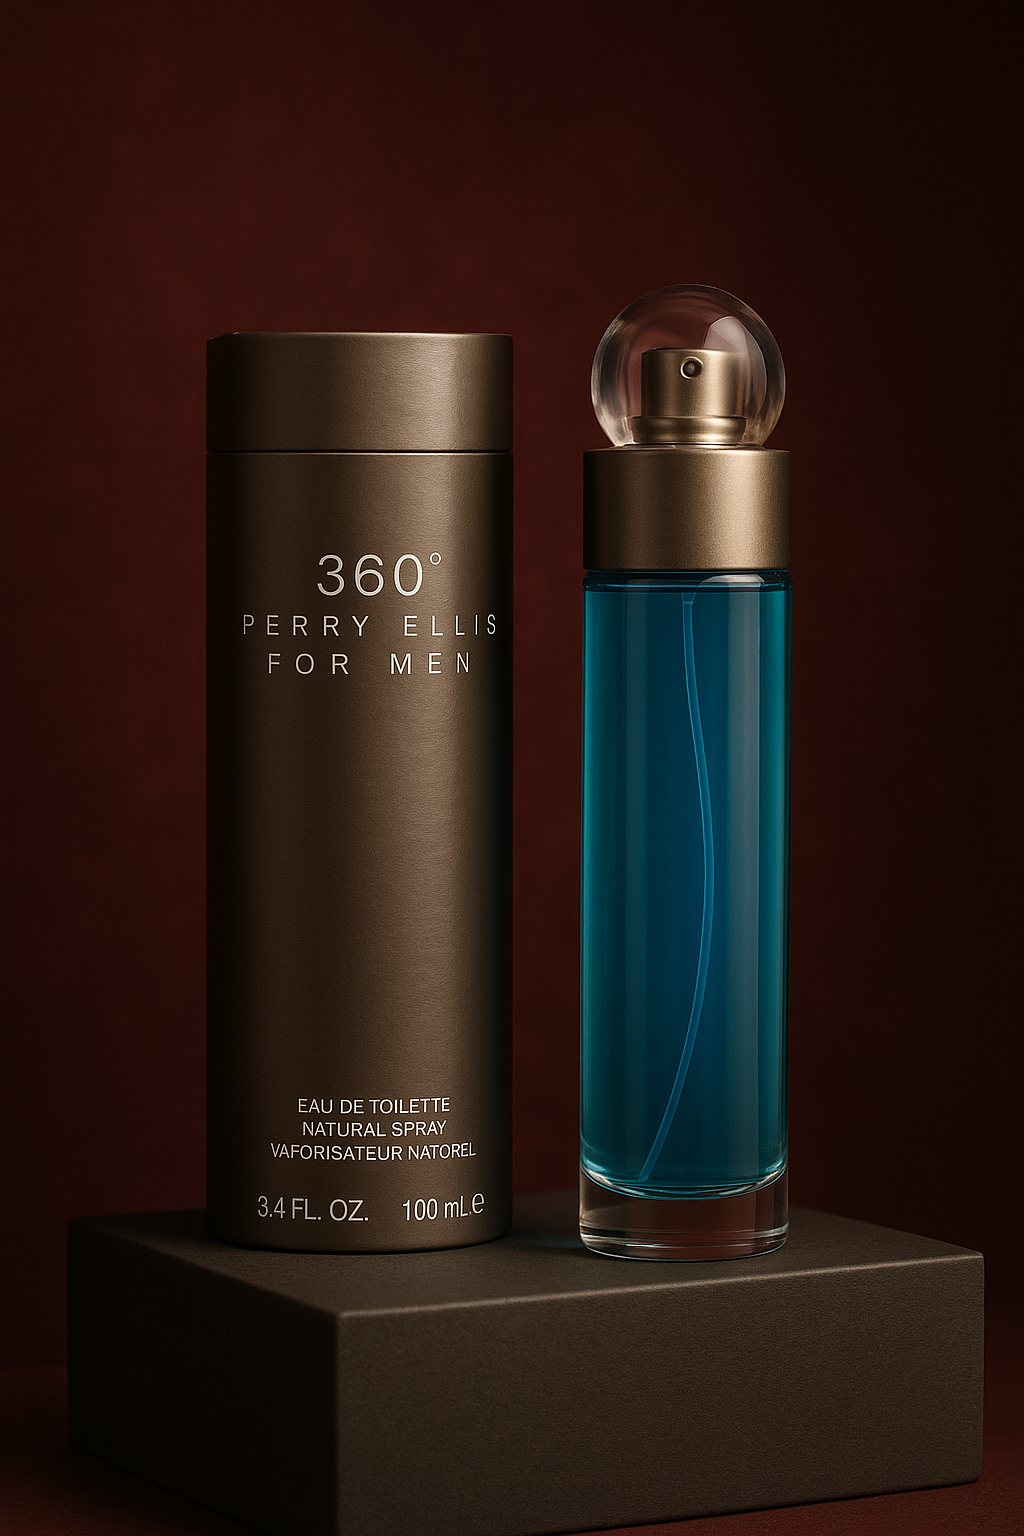 360°
PERRY ELLIS
FOR MEN
EAU DE TOILETTE
NATURAL SPRAY
VAFORISATEUR NATOREL
3.4 FL. OZ. 100 mL.e